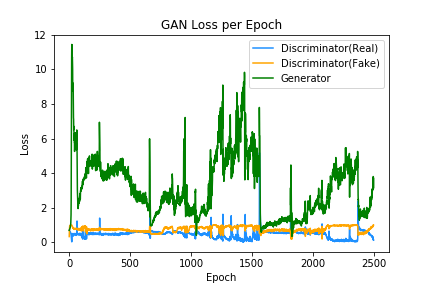 GAN Loss per Epoch
12
10
8
6
4
2
0
Loss
0
500
1000
1500
2000
2500
Epoch
Discriminator(Real)
Discriminator(Fake)
Generator